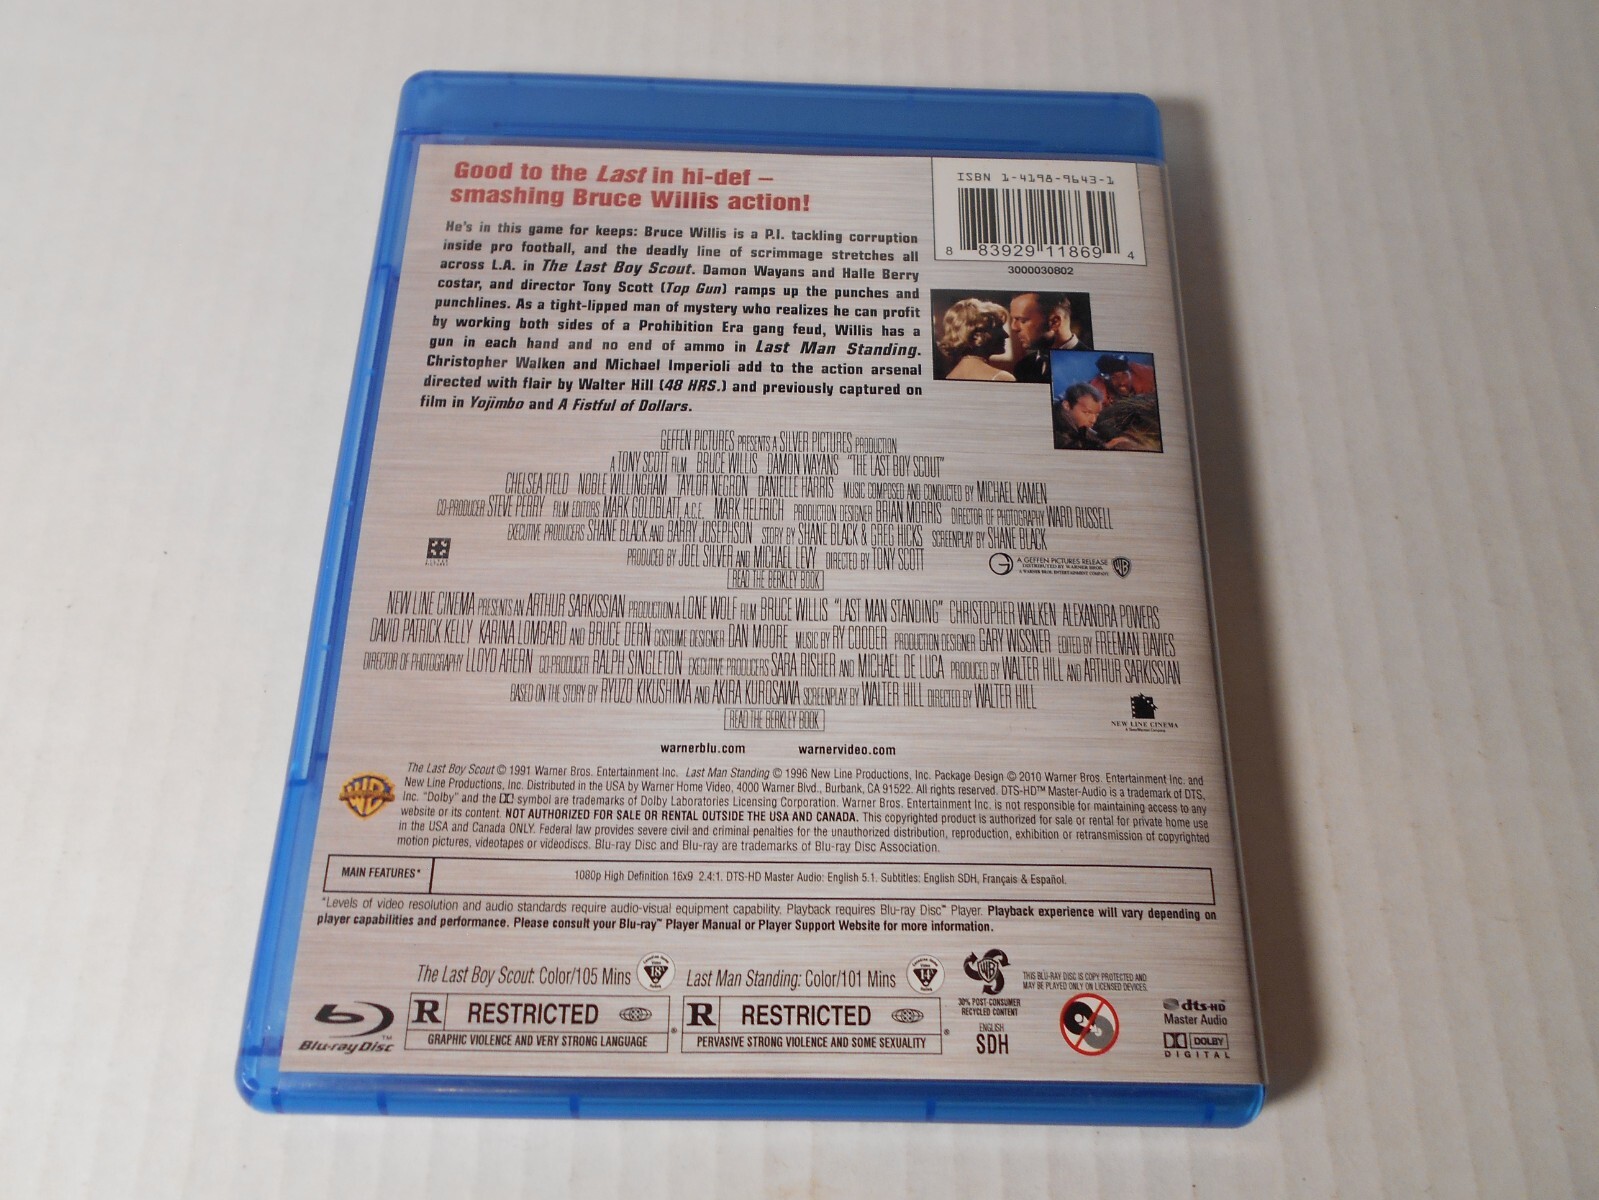 Good to the Last in hi-def –
smashing Bruce Willis action!
He's in this game for keeps: Bruce Willis is a P.I. tackling corruption
inside pro football, and the deadly line of scrimmage stretches all
across L.A. in The Last Boy Scout. Damon Wayans and Halle Berry
costar, and director Tony Scott (Top Gun) ramps up the punches and
punchlines. As a tight-lipped man of mystery who realizes he can profit
by working both sides of a Prohibition Era gang feud, Willis has a
gun in each hand and no end of ammo in Last Man Standing.
Christopher Walken and Michael Imperioli add to the action arsenal
directed with flair by Walter Hill (48 HRS.) and previously captured on
film in Yojimbo and A Fistful of Dollars.
ISBN 1-4198-9643-1
8 83929 11869 4
3000030802
GEFFEN PICTURES PRESENTS A SILVER PICTURES PRODUCTION
A TONY SCOTT FILM BRUCE WILLIS DAMON WAYANS "THE LAST BOY SCOUT"
CHELSEA FIELD NOBLE WILLINGHAM TAYLOR NEGRON DANIELLE HARRIS MUSIC COMPOSED AND CONDUCTED BY MICHAEL KAMEN
CO-PRODUCER STEVE PERRY FILM EDITORS MARK GOLDBLATT, A.C.E. MARK HELFRICH PRODUCTION DESIGNER BRIAN MORRIS DIRECTOR OF PHOTOGRAPHY WARD RUSSELL
EXECUTIVE PRODUCERS SHANE BLACK AND BARRY JOSEPHSON STORY BY SHANE BLACK & GREG HICKS SCREENPLAY BY SHANE BLACK
PRODUCED BY JOEL SILVER AND MICHAEL LEVY DIRECTED BY TONY SCOTT
A GEFFEN PICTURES RELEASE
DISTRIBUTED BY WARNER BROS.
A WARNER BROS. ENTERTAINMENT COMPANY
READ THE BERKLEY BOOK
NEW LINE CINEMA PRESENTS AN ARTHUR SARKISSIAN PRODUCTION A LONE WOLF FILM BRUCE WILLIS "LAST MAN STANDING" CHRISTOPHER WALKEN ALEXANDRA POWERS
DAVID PATRICK KELLY KARINA LOMBARD AND BRUCE DERN COSTUME DESIGNER DAN MOORE MUSIC BY RY COODER PRODUCTION DESIGNER GARY WISSNER EDITED BY FREEMAN DAVIES
DIRECTOR OF PHOTOGRAPHY LLOYD AHERN CO-PRODUCER RALPH SINGLETON EXECUTIVE PRODUCERS SARA RISHER AND MICHAEL DE LUCA PRODUCED BY WALTER HILL AND ARTHUR SARKISSIAN
BASED ON THE STORY BY RYUZO KIKUSHIMA AND AKIRA KUROSAWA SCREENPLAY BY WALTER HILL DIRECTED BY WALTER HILL
READ THE BERKLEY BOOK
NEW LINE CINEMA
warnerblu.com warnervideo.com
The Last Boy Scout © 1991 Warner Bros. Entertainment Inc. Last Man Standing © 1996 New Line Productions, Inc. Package Design © 2010 Warner Bros. Entertainment Inc. and
New Line Productions, Inc. Distributed in the USA by Warner Home Video, 4000 Warner Blvd., Burbank, CA 91522. All rights reserved. DTS-HD™ Master-Audio is a trademark of DTS,
Inc. "Dolby" and the symbol are trademarks of Dolby Laboratories Licensing Corporation. Warner Bros. Entertainment Inc. is not responsible for maintaining access to any
website or its content. NOT AUTHORIZED FOR SALE OR RENTAL OUTSIDE THE USA AND CANADA. This copyrighted product is authorized for sale or rental for private home use
in the USA and Canada ONLY. Federal law provides severe civil and criminal penalties for the unauthorized distribution, reproduction, exhibition or retransmission of copyrighted
motion pictures, videotapes or videodiscs. Blu-ray Disc and Blu-ray are trademarks of Blu-ray Disc Association.
MAIN FEATURES*
1080p High Definition 16x9 2.4:1. DTS-HD Master Audio: English 5.1. Subtitles: English SDH, Français & Español.
*Levels of video resolution and audio standards require audio-visual equipment capability. Playback requires Blu-ray Disc™ Player. Playback experience will vary depending on
player capabilities and performance. Please consult your Blu-ray™ Player Manual or Player Support Website for more information.
The Last Boy Scout: Color/105 Mins 18
Last Man Standing: Color/101 Mins 14
R RESTRICTED
GRAPHIC VIOLENCE AND VERY STRONG LANGUAGE
R RESTRICTED
PERVASIVE STRONG VIOLENCE AND SOME SEXUALITY
Blu-ray Disc™
30% POST-CONSUMER
RECYCLED CONTENT
ENGLISH
SDH
THIS BLU-RAY DISC IS COPY PROTECTED AND
MAY BE PLAYED ONLY ON LICENSED DEVICES.
dts-HD
Master Audio
DOLBY
DIGITAL